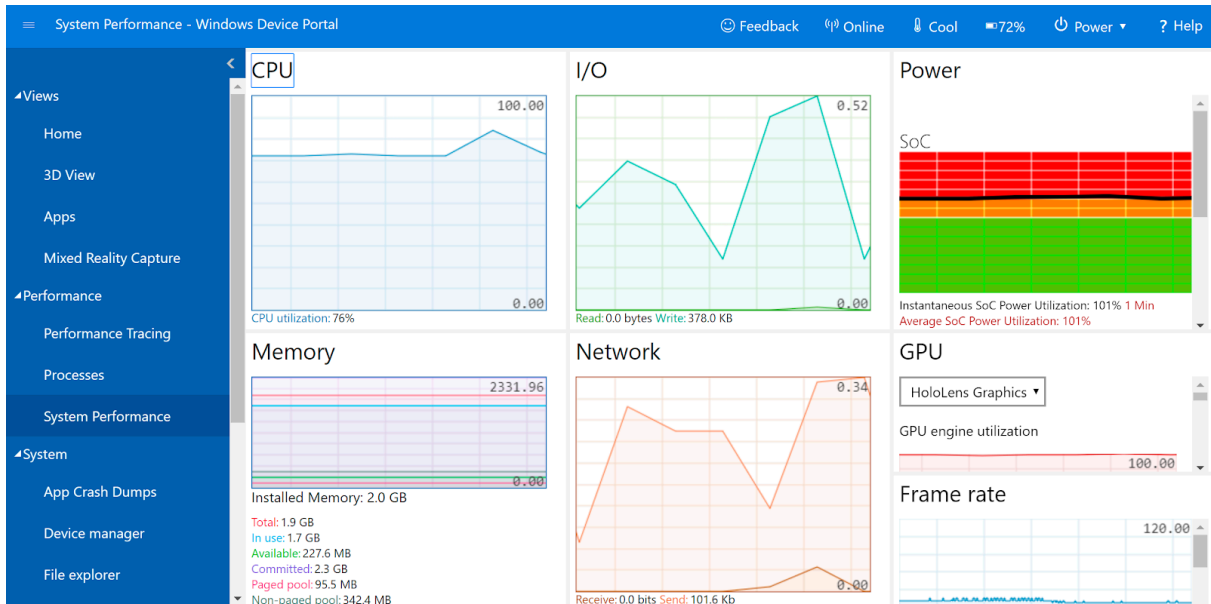 System Performance - Windows Device Portal
Feedback
Online
Cool
72%
Power
? Help
Views
Home
3D View
Apps
Mixed Reality Capture
Performance
Performance Tracing
Processes
System Performance
System
App Crash Dumps
Device manager
File explorer
CPU
100.00
0.00
CPU utilization: 76%
I/O
0.52
0.00
Read: 0.0 bytes Write: 378.0 KB
Power
SoC
Instantaneous SoC Power Utilization: 101% 1 Min
Average SoC Power Utilization: 101%
Memory
2331.96
0.00
Installed Memory: 2.0 GB
Total: 1.9 GB
In use: 1.7 GB
Available: 227.6 MB
Committed: 2.3 GB
Paged pool: 95.5 MB
Non-paged pool: 342.4 MB
Network
0.34
0.00
Receive: 0.0 bits Send: 101.6 Kb
GPU
HoloLens Graphics
GPU engine utilization
100.00
Frame rate
120.00